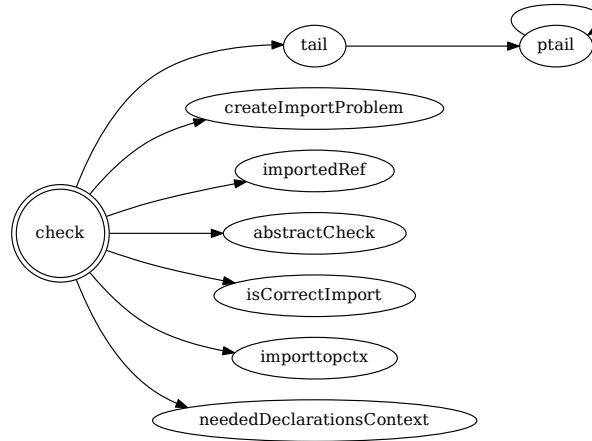 tail
ptail
createImportProblem
importedRef
check
abstractCheck
isCorrectImport
importtopctx
neededDeclarationsContext